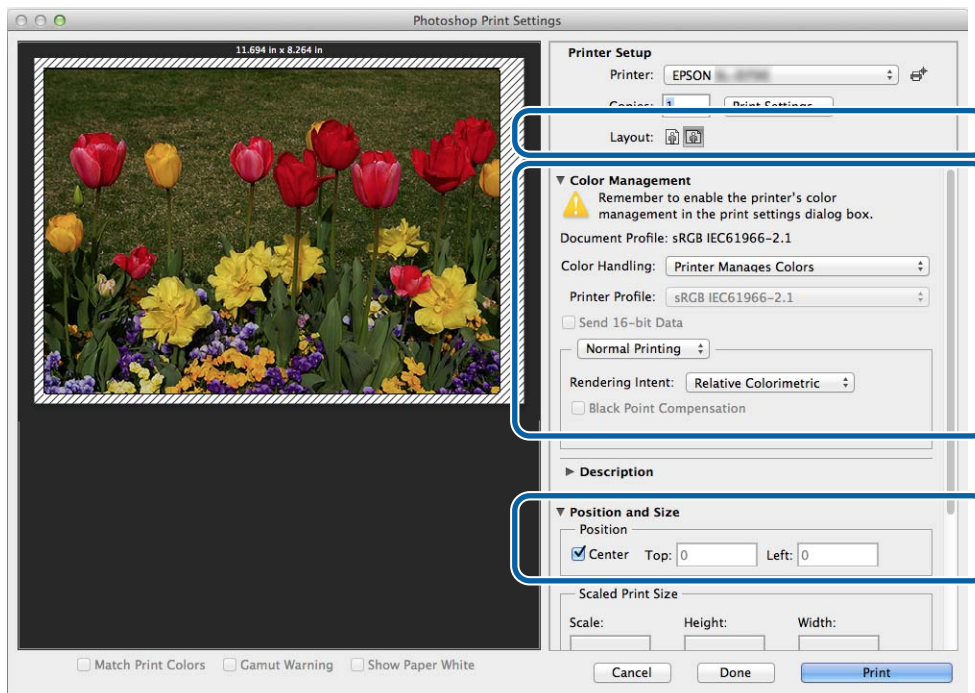 Photoshop Print Settings
11.694 in x 8.264 in
Printer Setup
Printer: EPSON
Copies: 1 Print Settings...
Layout:
Color Management
Remember to enable the printer's color
management in the print settings dialog box.
Document Profile: sRGB IEC61966-2.1
Color Handling: Printer Manages Colors
Printer Profile: sRGB IEC61966-2.1
Send 16-bit Data
Normal Printing
Rendering Intent: Relative Colorimetric
Black Point Compensation
Description
Position and Size
Position
Center Top: 0 Left: 0
Scaled Print Size
Scale: Height: Width:
Match Print Colors Gamut Warning Show Paper White
Cancel Done Print